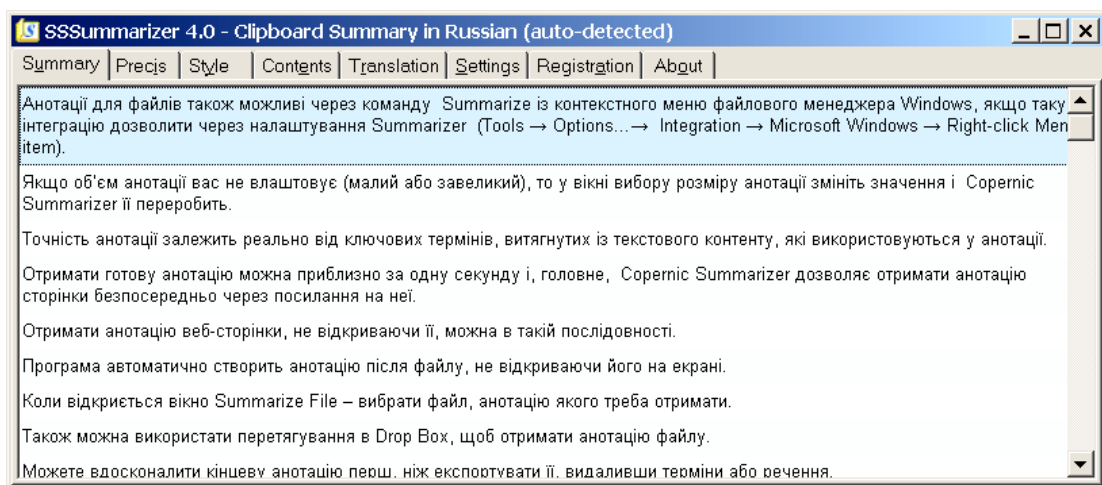 SSSummarizer 4.0 - Clipboard Summary in Russian (auto-detected)
Summary Precis Style Contents Translation Settings Registration About
Анотації для файлів також можливі через команду Summarize із контекстного меню файлового менеджера Windows, якщо таку
інтеграцію дозволити через налаштування Summarizer (Tools → Options...→ Integration → Microsoft Windows → Right-click Men
item).
Якщо об'єм анотації вас не влаштовує (малий або завеликий), то у вікні вибору розміру анотації змініть значення і Copernic
Summarizer її переробить.
Точність анотації залежить реально від ключових термінів, витягнутих із текстового контенту, які використовуються у анотації.
Отримати готову анотацію можна приблизно за одну секунду і, головне, Copernic Summarizer дозволяє отримати анотацію
сторінки безпосередньо через посилання на неї.
Отримати анотацію веб-сторінки, не відкриваючи її, можна в такій послідовності.
Програма автоматично створить анотацію після файлу, не відкриваючи його на екрані.
Коли відкриється вікно Summarize File – вибрати файл, анотацію якого треба отримати.
Також можна використати перетягування в Drop Box, щоб отримати анотацію файлу.
Можете вдосконалити кінцеву анотацію перш, ніж експортувати її, видаливши терміни або речення.